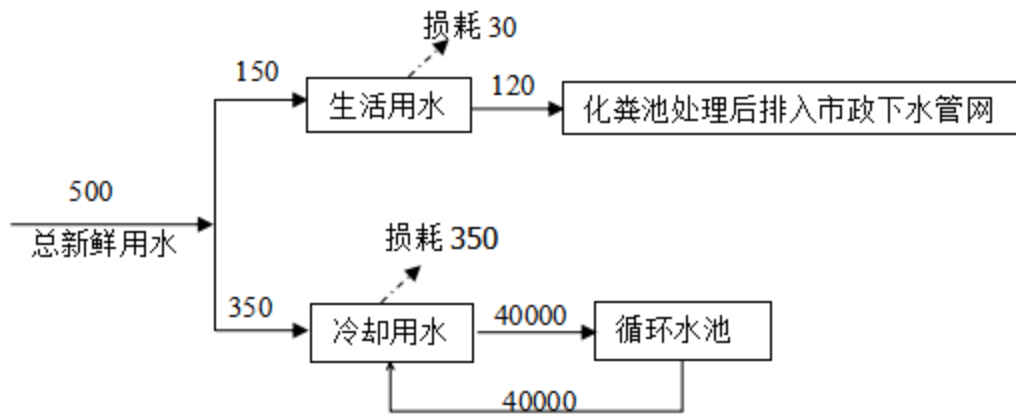 损耗 30
150
生活用水
120
化粪池处理后排入市政下水管网
500
总新鲜用水
损耗 350
350
冷却用水
40000
循环水池
40000